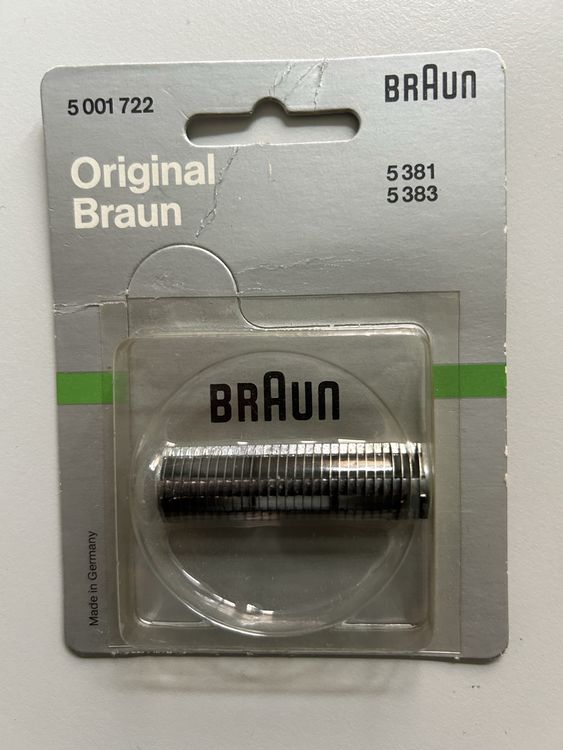 5 001 722
BRAUN
Original
Braun
5 381
5 383
BRAUN
Made in Germany